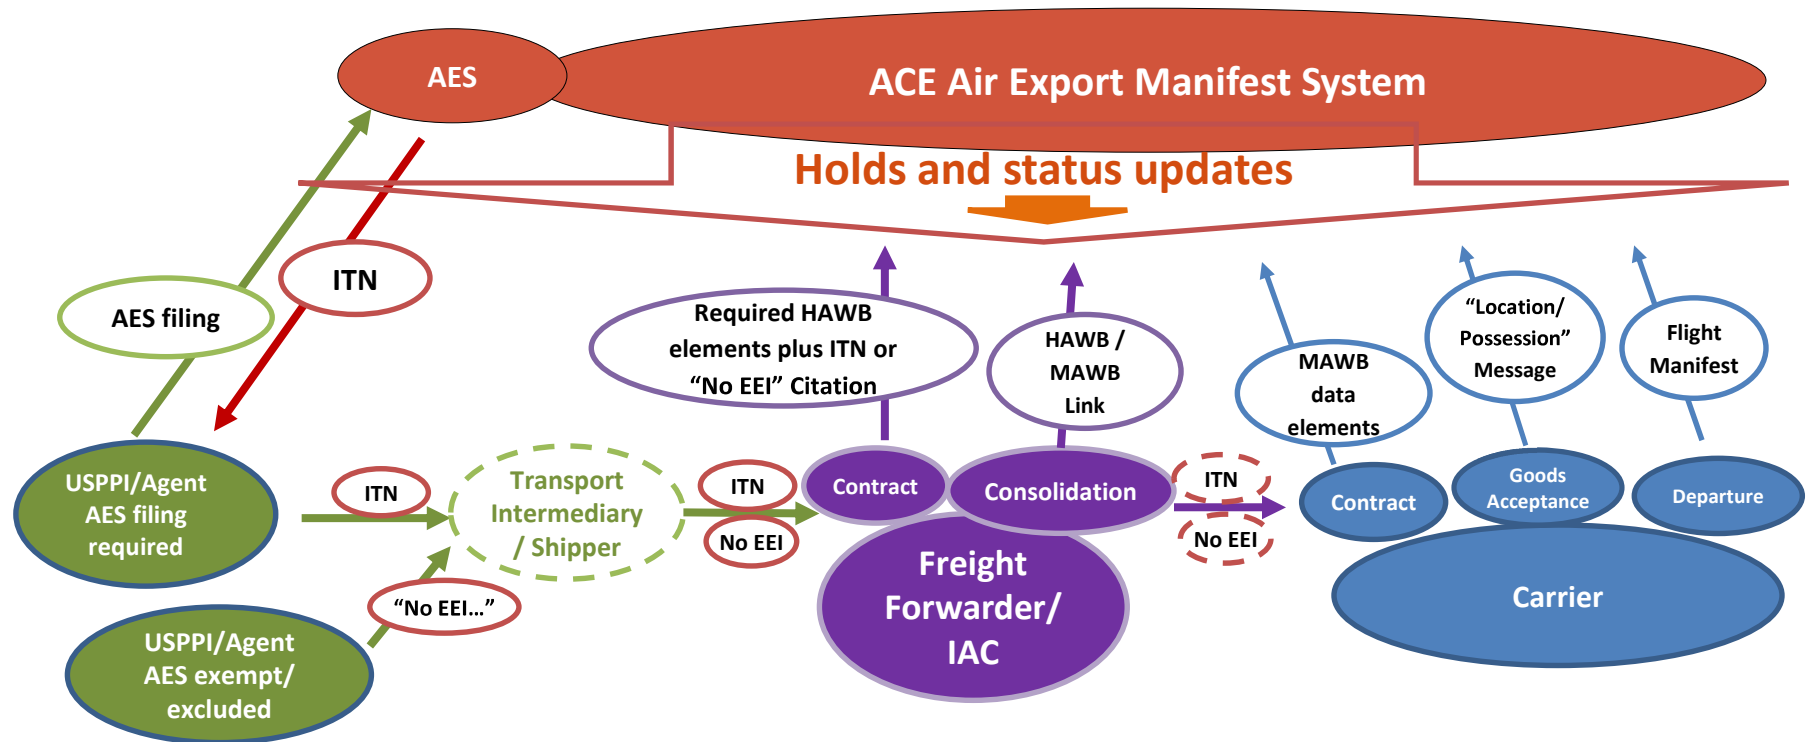 AES
ACE Air Export Manifest System
Holds and status updates
ITN
AES filing
Required HAWB
elements plus ITN or
“No EEI” Citation
HAWB /
MAWB
Link
MAWB
data
elements
“Location/
Possession”
Message
Flight
Manifest
USPPI/Agent
AES filing
required
ITN
Transport
Intermediary
/ Shipper
ITN
No EEI
Contract
Consolidation
ITN
No EEI
Contract
Goods
Acceptance
Departure
“No EEI…”
USPPI/Agent
AES exempt/
excluded
Freight
Forwarder/
IAC
Carrier